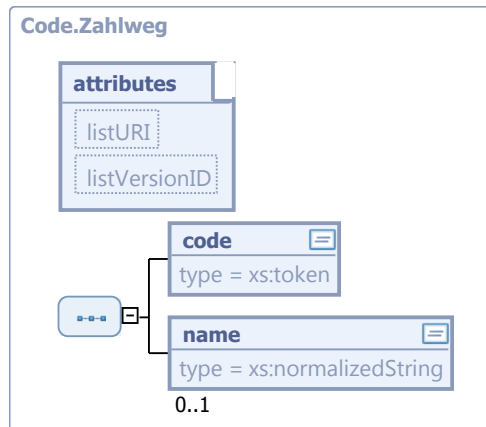 Code.Zahlweg
attributes
listURI
listVersionID
code
type = xs:token
name
type = xs:normalizedString
0..1